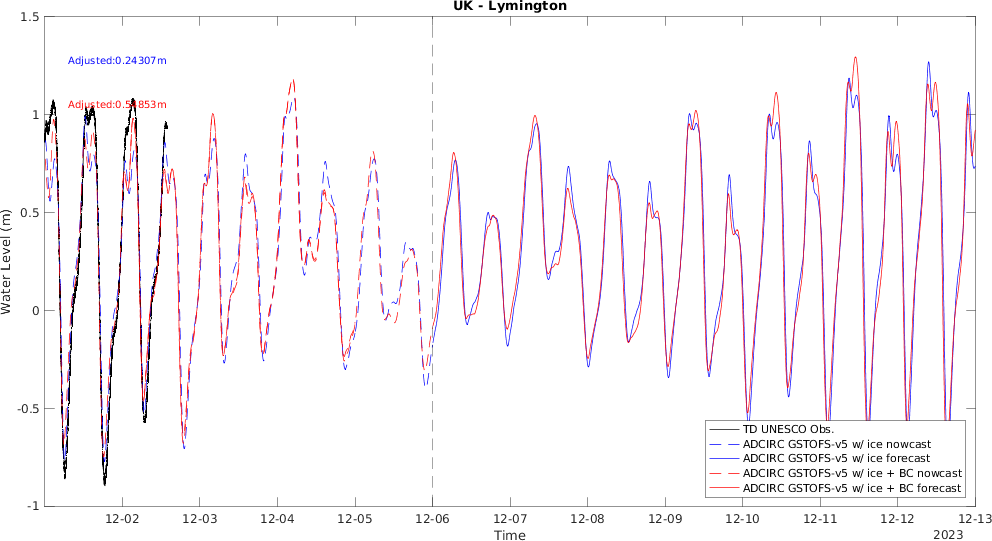 UK - Lymington
1.5
1
0.5
0
-0.5
-1
Water Level (m)
Adjusted:0.24307m
TD UNESCO Obs.
ADCIRC GSTOFS-v5 w/ ice nowcast
ADCIRC GSTOFS-v5 w/ ice forecast
ADCIRC GSTOFS-v5 w/ ice + BC nowcast
ADCIRC GSTOFS-v5 w/ ice + BC forecast
12-02 12-03 12-04 12-05 12-06 12-07 12-08 12-09 12-10 12-11 12-12 12-13
Time
2023